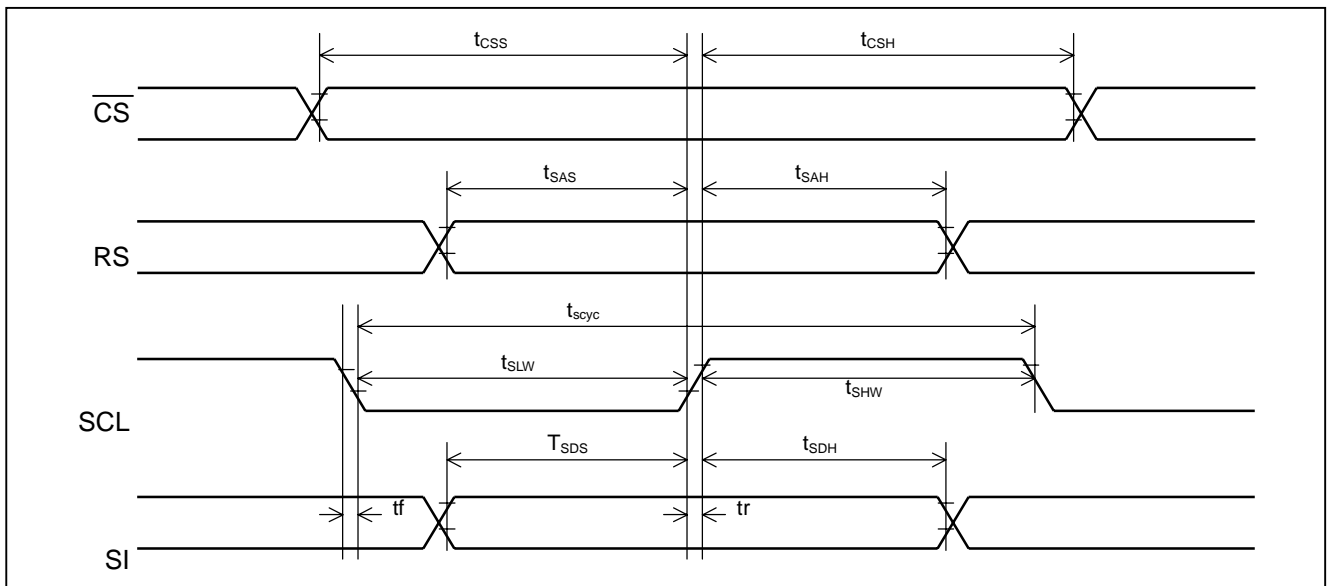 tCSS tCSH
CS
tSAS tSAH
RS
tscyc
tSLW
tSHW
SCL
TSDS tSDH
tf tr
SI